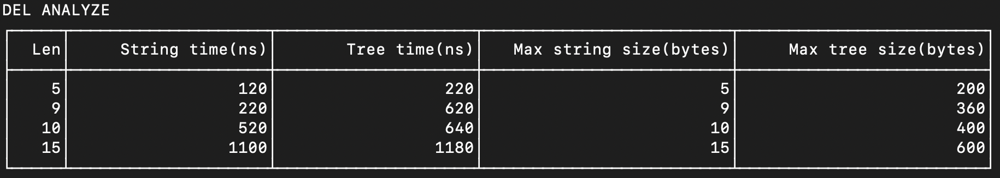 DEL ANALYZE
Len String time(ns) Tree time(ns) Max string size(bytes) Max tree size(bytes)
5 120 220 5 200
9 220 620 9 360
10 520 640 10 400
15 1100 1180 15 600